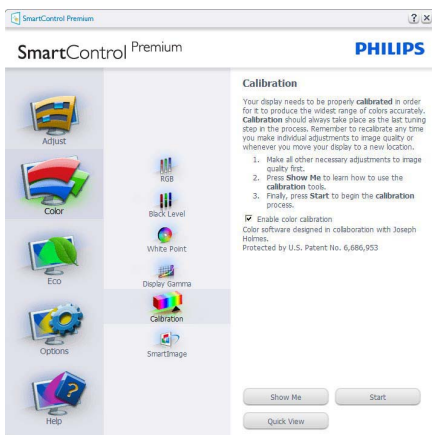 SmartControl Premium
SmartControl Premium
PHILIPS
Adjust
Color
Eco
Options
Help
RGB
Black Level
White Point
Display Gamma
Calibration
SmartImage
Calibration
Your display needs to be properly calibrated in order
for it to produce the widest range of colors accurately.
Calibration should always take place as the last tuning
step in the process. Remember to recalibrate any time
you make individual adjustments to image quality or
whenever you move your display to a new location.
1. Make all other necessary adjustments to image
quality first.
2. Press Show Me to learn how to use the
calibration tools.
3. Finally, press Start to begin the calibration
process.
Enable color calibration
Color software designed in collaboration with Joseph
Holmes.
Protected by U.S. Patent No. 6,686,953
Show Me
Start
Quick View